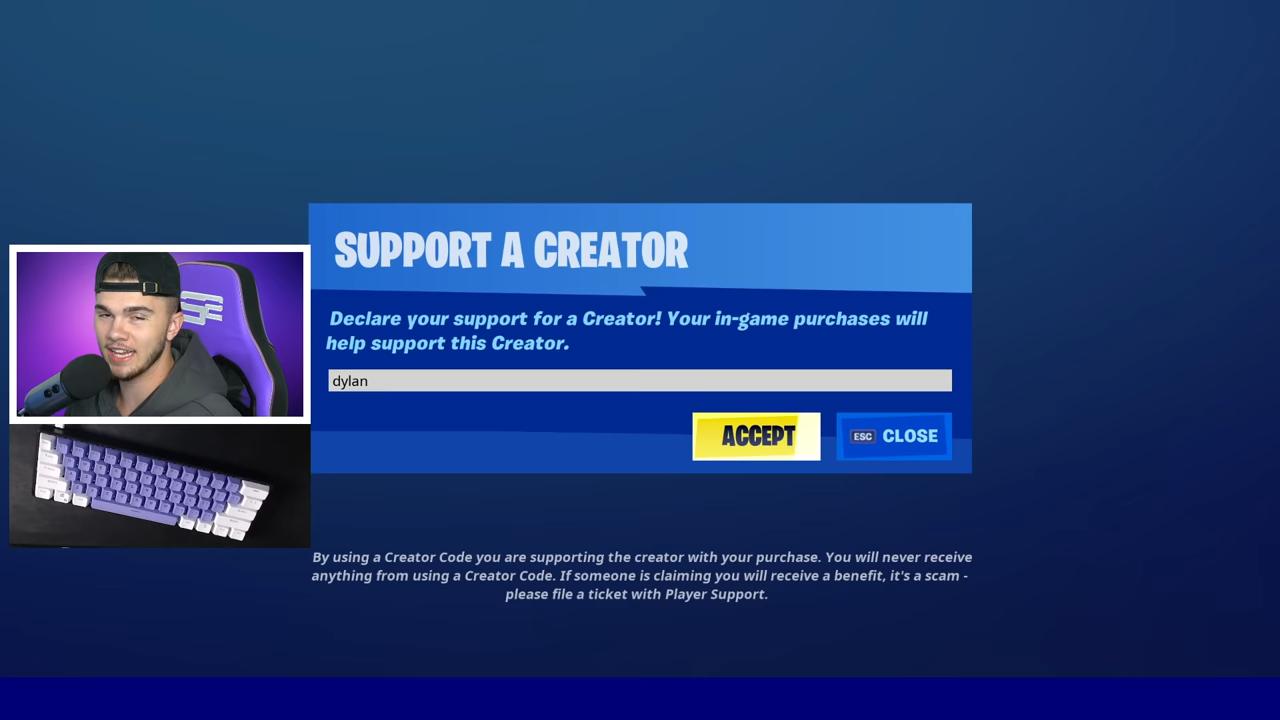 SUPPORT A CREATOR
Declare your support for a Creator! Your in-game purchases will
help support this Creator.
dylan
ACCEPT
ESC CLOSE
By using a Creator Code you are supporting the creator with your purchase. You will never receive
anything from using a Creator Code. If someone is claiming you will receive a benefit, it's a scam -
please file a ticket with Player Support.